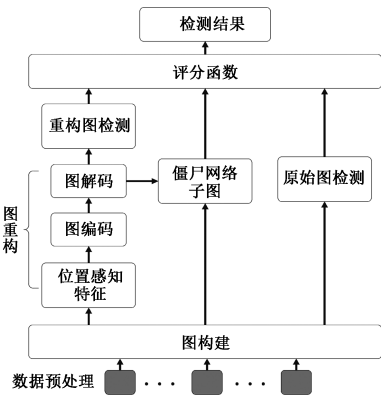 检测结果
评分函数
重构图检测
图解码
僵尸网络
子图
原始图检测
图重构
图编码
位置感知
特征
图构建
数据预处理
· · ·
· · ·